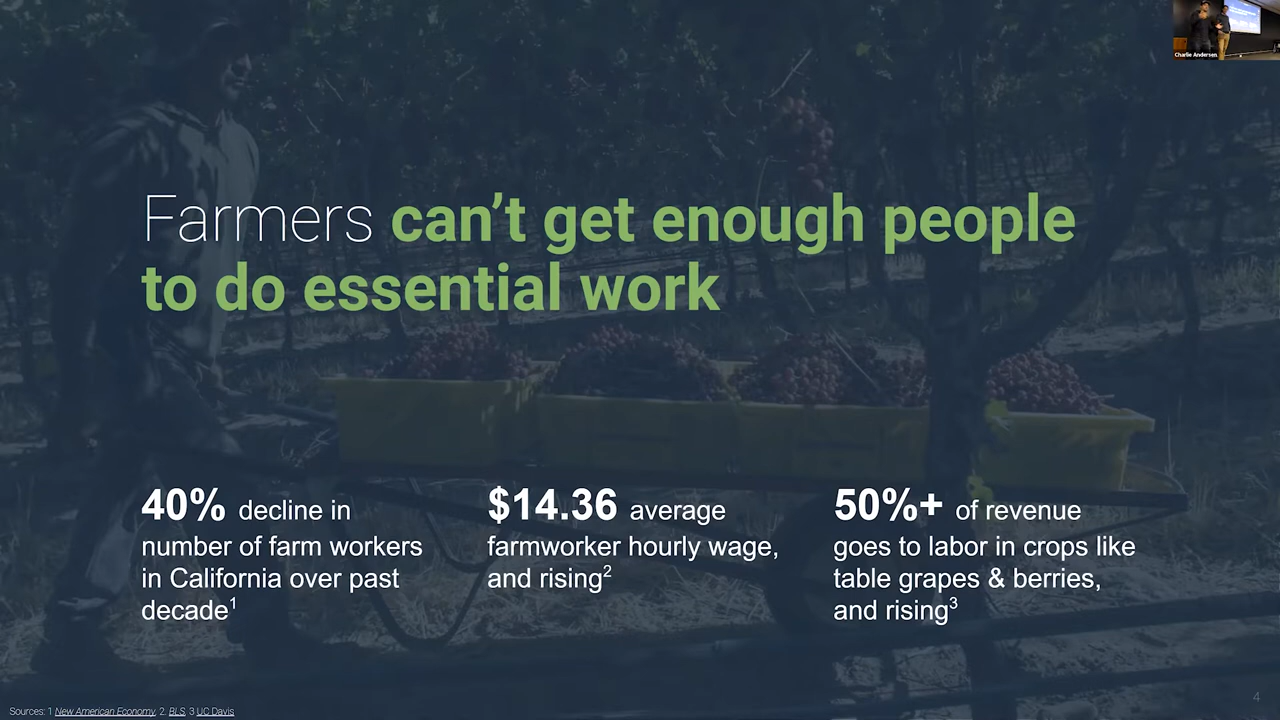 Charlie Andersen
Farmers can't get enough people
to do essential work
40% decline in
number of farm workers
in California over past
decade1
$14.36 average
farmworker hourly wage,
and rising2
50%+ of revenue
goes to labor in crops like
table grapes & berries,
and rising3
Sources: 1 New American Economy, 2. BLS, 3 UC Davis
4